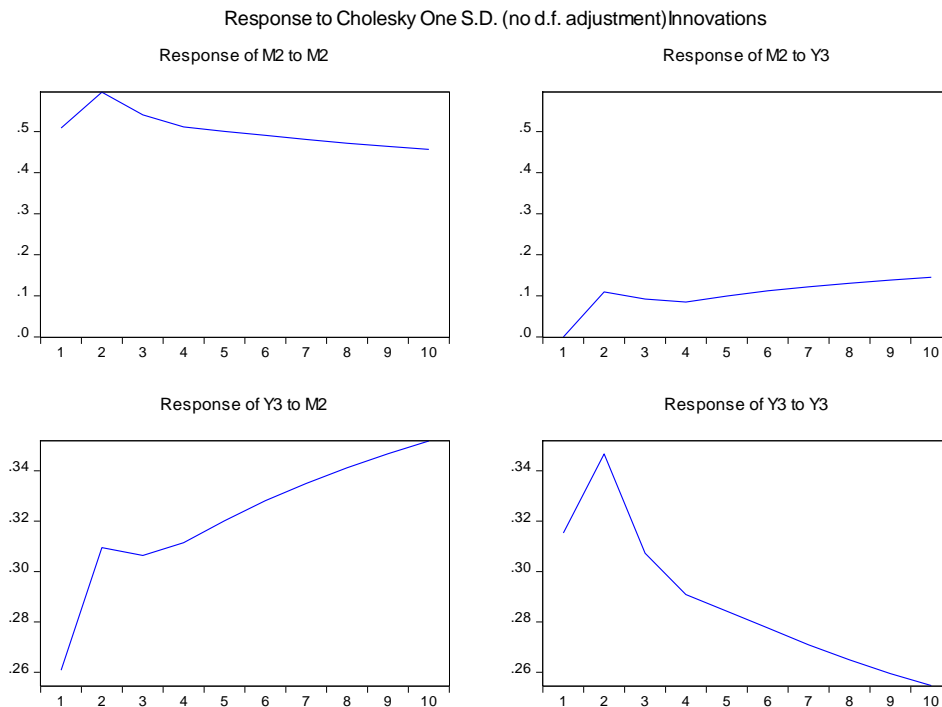 Response to Cholesky One S.D. (no d.f. adjustment)Innovations
Response of M2 to M2
.5
.4
.3
.2
.1
.0
1 2 3 4 5 6 7 8 9 10
Response of M2 to Y3
.5
.4
.3
.2
.1
.0
1 2 3 4 5 6 7 8 9 10
Response of Y3 to M2
.34
.32
.30
.28
.26
1 2 3 4 5 6 7 8 9 10
Response of Y3 to Y3
.34
.32
.30
.28
.26
1 2 3 4 5 6 7 8 9 10